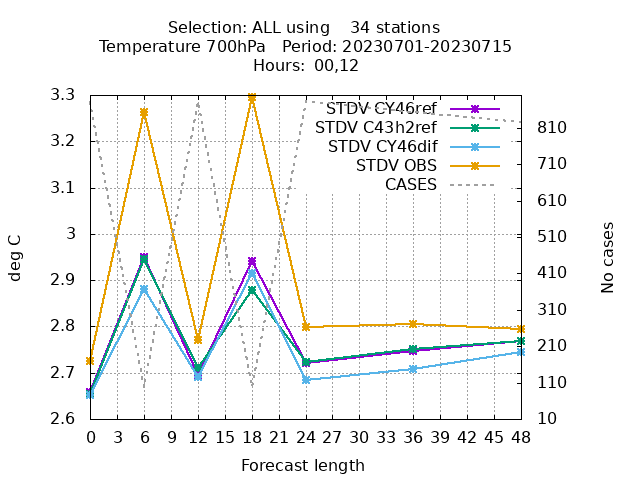 Selection: ALL using    34 stations
Temperature 700hPa   Period: 20230701-20230715
Hours:  00,12
STDV CY46ref
STDV C43h2ref
STDV CY46dif
STDV OBS
CASES
3.3
3.2
3.1
3
2.9
2.8
2.7
2.6
deg C
810
710
610
510
410
310
210
110
10
No cases
0 3 6 9 12 15 18 21 24 27 30 33 36 39 42 45 48
Forecast length